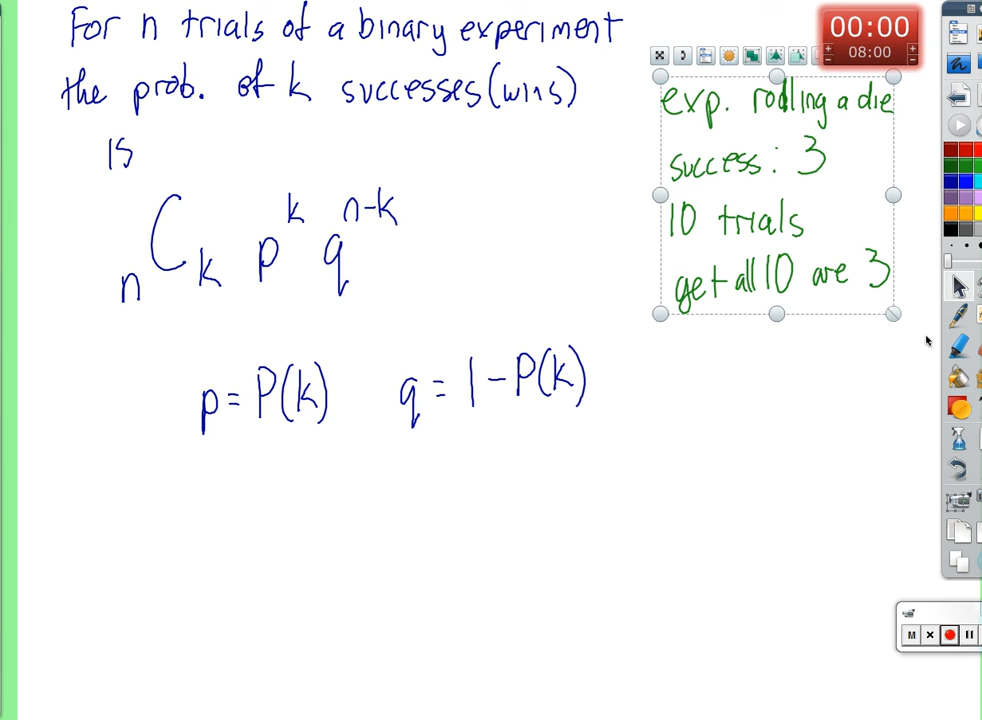 For n trials of a binary experiment
the prob. of k successes (wins)
is
nCk p^k q^n-k
p = P(k) q = 1 - P(k)
00:00
08:00
exp. rolling a die
success: 3
10 trials
get all 10 are 3
M